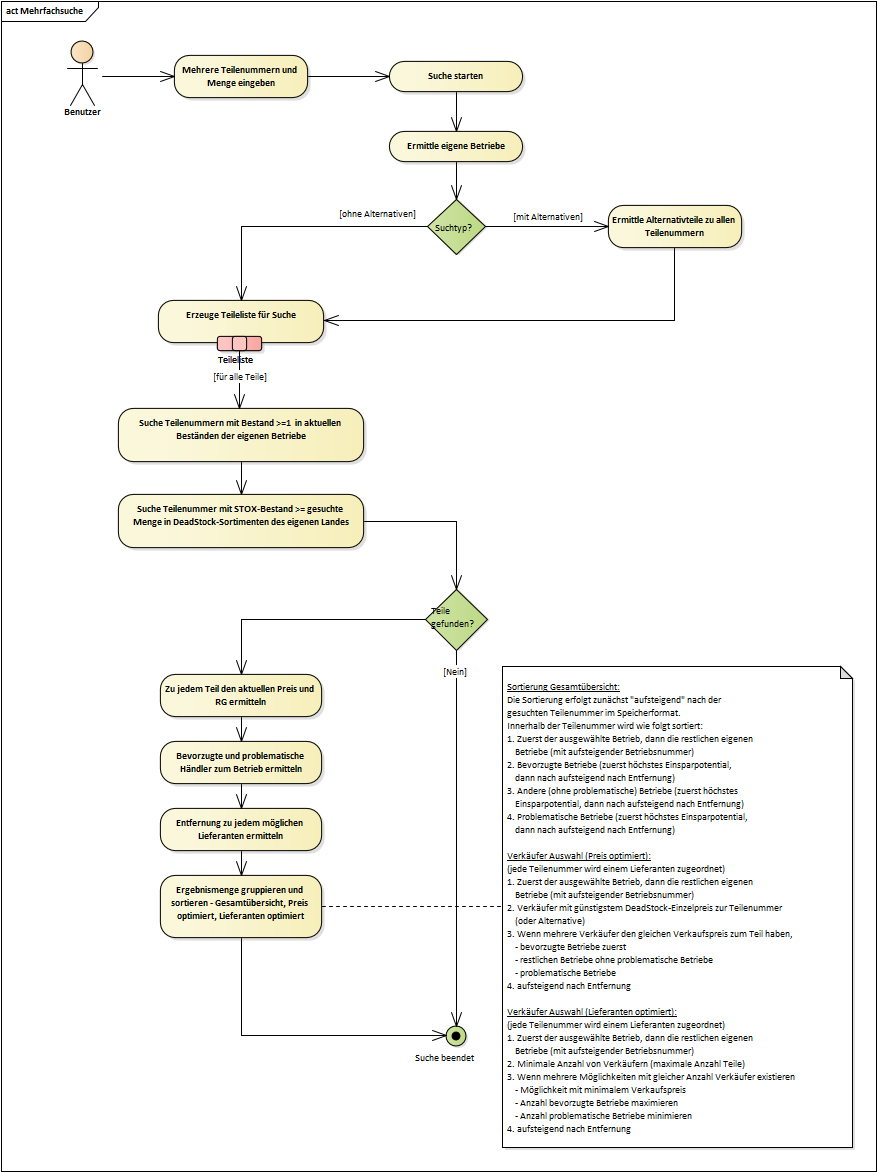 act Mehrfachsuche
Benutzer
Mehrere Teilenummern und
Menge eingeben
Suche starten
Ermittle eigene Betriebe
[ohne Alternativen]
Suchtyp?
[mit Alternativen]
Ermittle Alternativteile zu allen
Teilenummern
Erzeuge Teileliste für Suche
Teileliste
[für alle Teile]
Suche Teilenummern mit Bestand >=1 in aktuellen
Beständen der eigenen Betriebe
Suche Teilenummer mit STOX-Bestand >= gesuchte
Menge in DeadStock-Sortimenten des eigenen Landes
Teile
gefunden?
[Nein]
Zu jedem Teil den aktuellen Preis und
RG ermitteln
Bevorzugte und problematische
Händler zum Betrieb ermitteln
Entfernung zu jedem möglichen
Lieferanten ermitteln
Ergebnismenge gruppieren und
sortieren - Gesamtübersicht, Preis
optimiert, Lieferanten optimiert
Suche beendet
Sortierung Gesamtübersicht:
Die Sortierung erfolgt zunächst "aufsteigend" nach der
gesuchten Teilenummer im Speicherformat.
Innerhalb der Teilenummer wird wie folgt sortiert:
1. Zuerst der ausgewählte Betrieb, dann die restlichen eigenen
Betriebe (mit aufsteigender Betriebsnummer)
2. Bevorzugte Betriebe (zuerst höchstes Einsparpotential,
dann nach aufsteigend nach Entfernung)
3. Andere (ohne problematische) Betriebe (zuerst höchstes
Einsparpotential, dann nach aufsteigend nach Entfernung)
4. Problematische Betriebe (zuerst höchstes Einsparpotential,
dann nach aufsteigend nach Entfernung)
Verkäufer Auswahl (Preis optimiert):
(jede Teilenummer wird einem Lieferanten zugeordnet)
1. Zuerst der ausgewählte Betrieb, dann die restlichen eigenen
Betriebe (mit aufsteigender Betriebsnummer)
2. Verkäufer mit günstigstem DeadStock-Einzelpreis zur Teilenummer
(oder Alternative)
3. Wenn mehrere Verkäufer den gleichen Verkaufspreis zum Teil haben,
- bevorzugte Betriebe zuerst
- restlichen Betriebe ohne problematische Betriebe
- problematische Betriebe
4. aufsteigend nach Entfernung
Verkäufer Auswahl (Lieferanten optimiert):
(jede Teilenummer wird einem Lieferanten zugeordnet)
1. Zuerst der ausgewählte Betrieb, dann die restlichen eigenen
Betriebe (mit aufsteigender Betriebsnummer)
2. Minimale Anzahl von Verkäufern (maximale Anzahl Teile)
3. Wenn mehrere Möglichkeiten mit gleicher Anzahl Verkäufer existieren
- Möglichkeit mit minimalem Verkaufspreis
- Anzahl bevorzugte Betriebe maximieren
- Anzahl problematische Betriebe minimieren
4. aufsteigend nach Entfernung